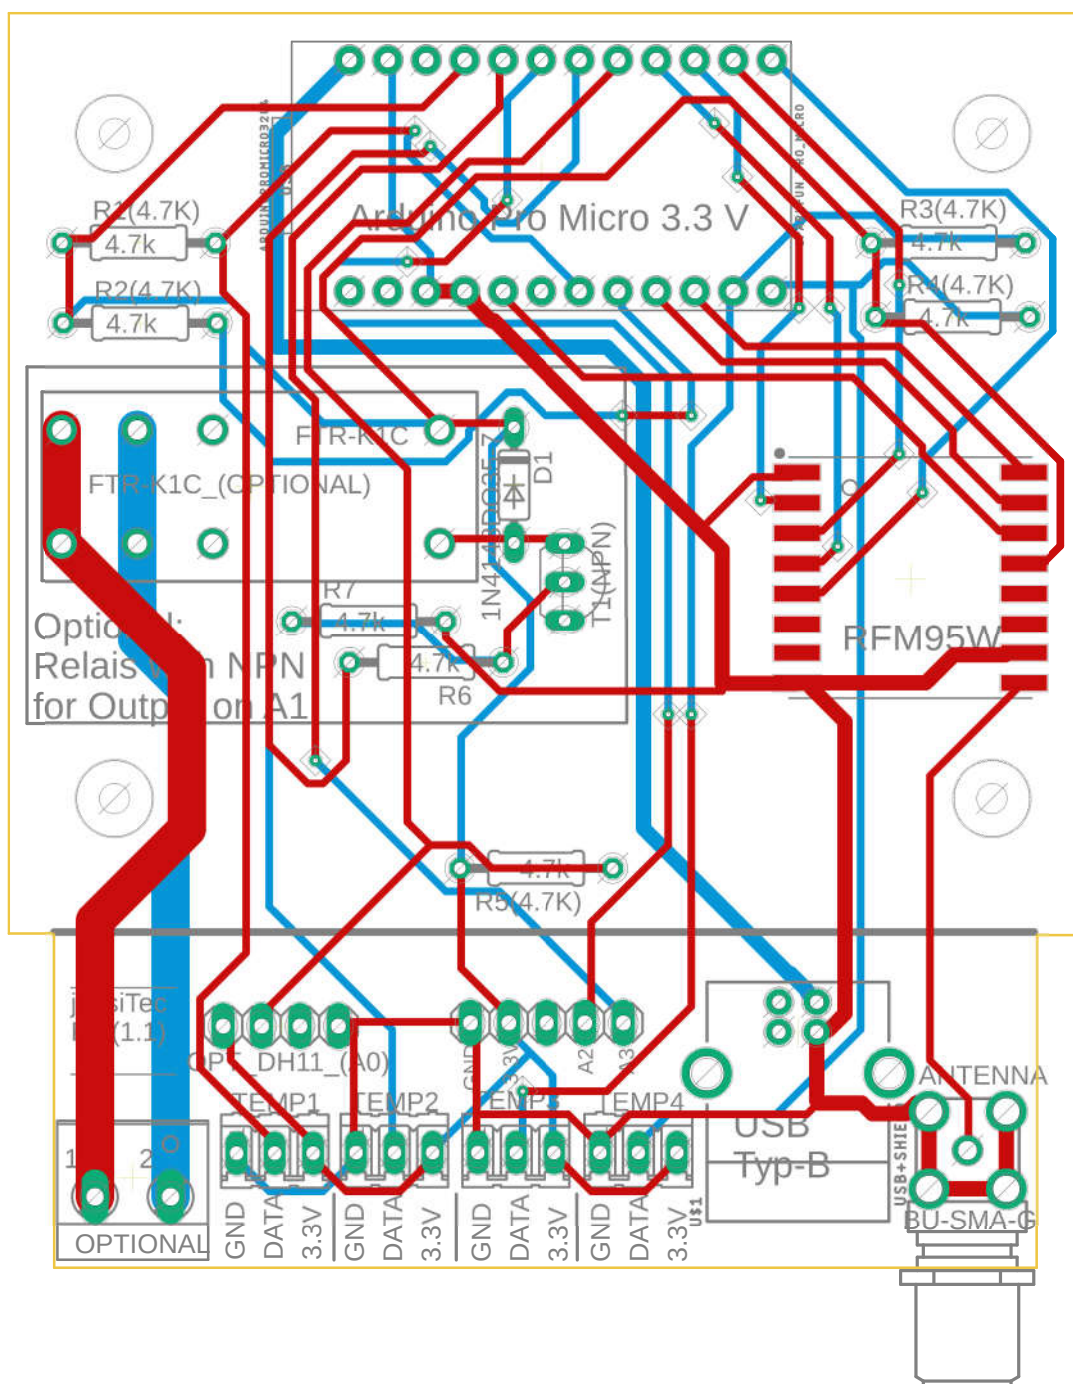 Arduino Pro Micro 3.3 V
R1(4.7K)
4.7k
R2(4.7K)
4.7k
R3(4.7K)
4.7k
R4(4.7K)
4.7k
FTR-K1C
FTR-K1C_(OPTIONAL)
D1
T1(NPN)
R7
4.7k
4.7k
R6
Relais
NPN
for
on A1
RFM95W
4.7k
R5(4.7K)
(1.1)
GND
3.3V
A2
A3
TEMP1
TEMP2
TEMP4
ANTENNA
USB
Typ-B
U$1
1
2
OPTIONAL
GND
DATA
3.3V
GND
DATA
3.3V
GND
DATA
3.3V
GND
DATA
3.3V
BU-SMA-G